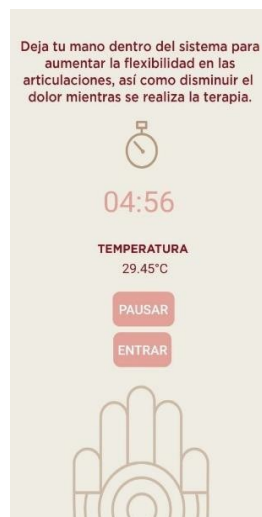 Deja tu mano dentro del sistema para
aumentar la flexibilidad en las
articulaciones, así como disminuir el
dolor mientras se realiza la terapia.
04:56
TEMPERATURA
29.45°C
PAUSAR
ENTRAR